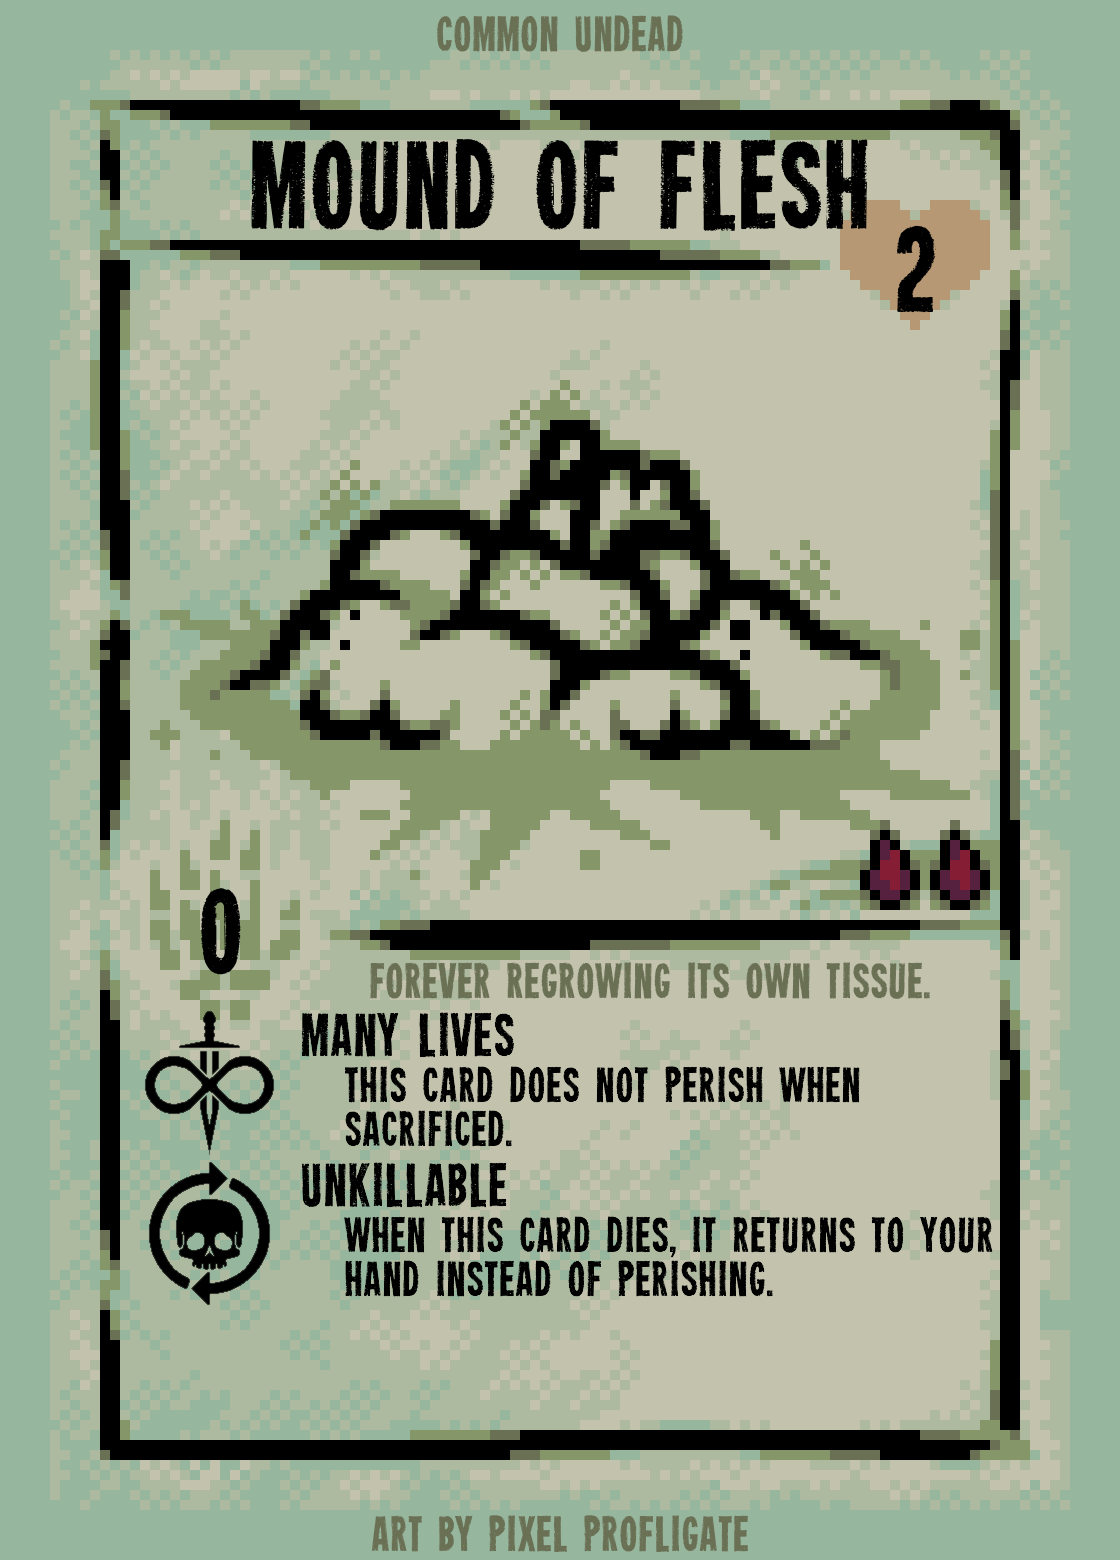 COMMON UNDEAD
MOUND OF FLESH
2
0
FOREVER REGROWING ITS OWN TISSUE.
MANY LIVES
THIS CARD DOES NOT PERISH WHEN
SACRIFICED.
UNKILLABLE
WHEN THIS CARD DIES, IT RETURNS TO YOUR
HAND INSTEAD OF PERISHING.
ART BY PIXEL PROFLIGATE